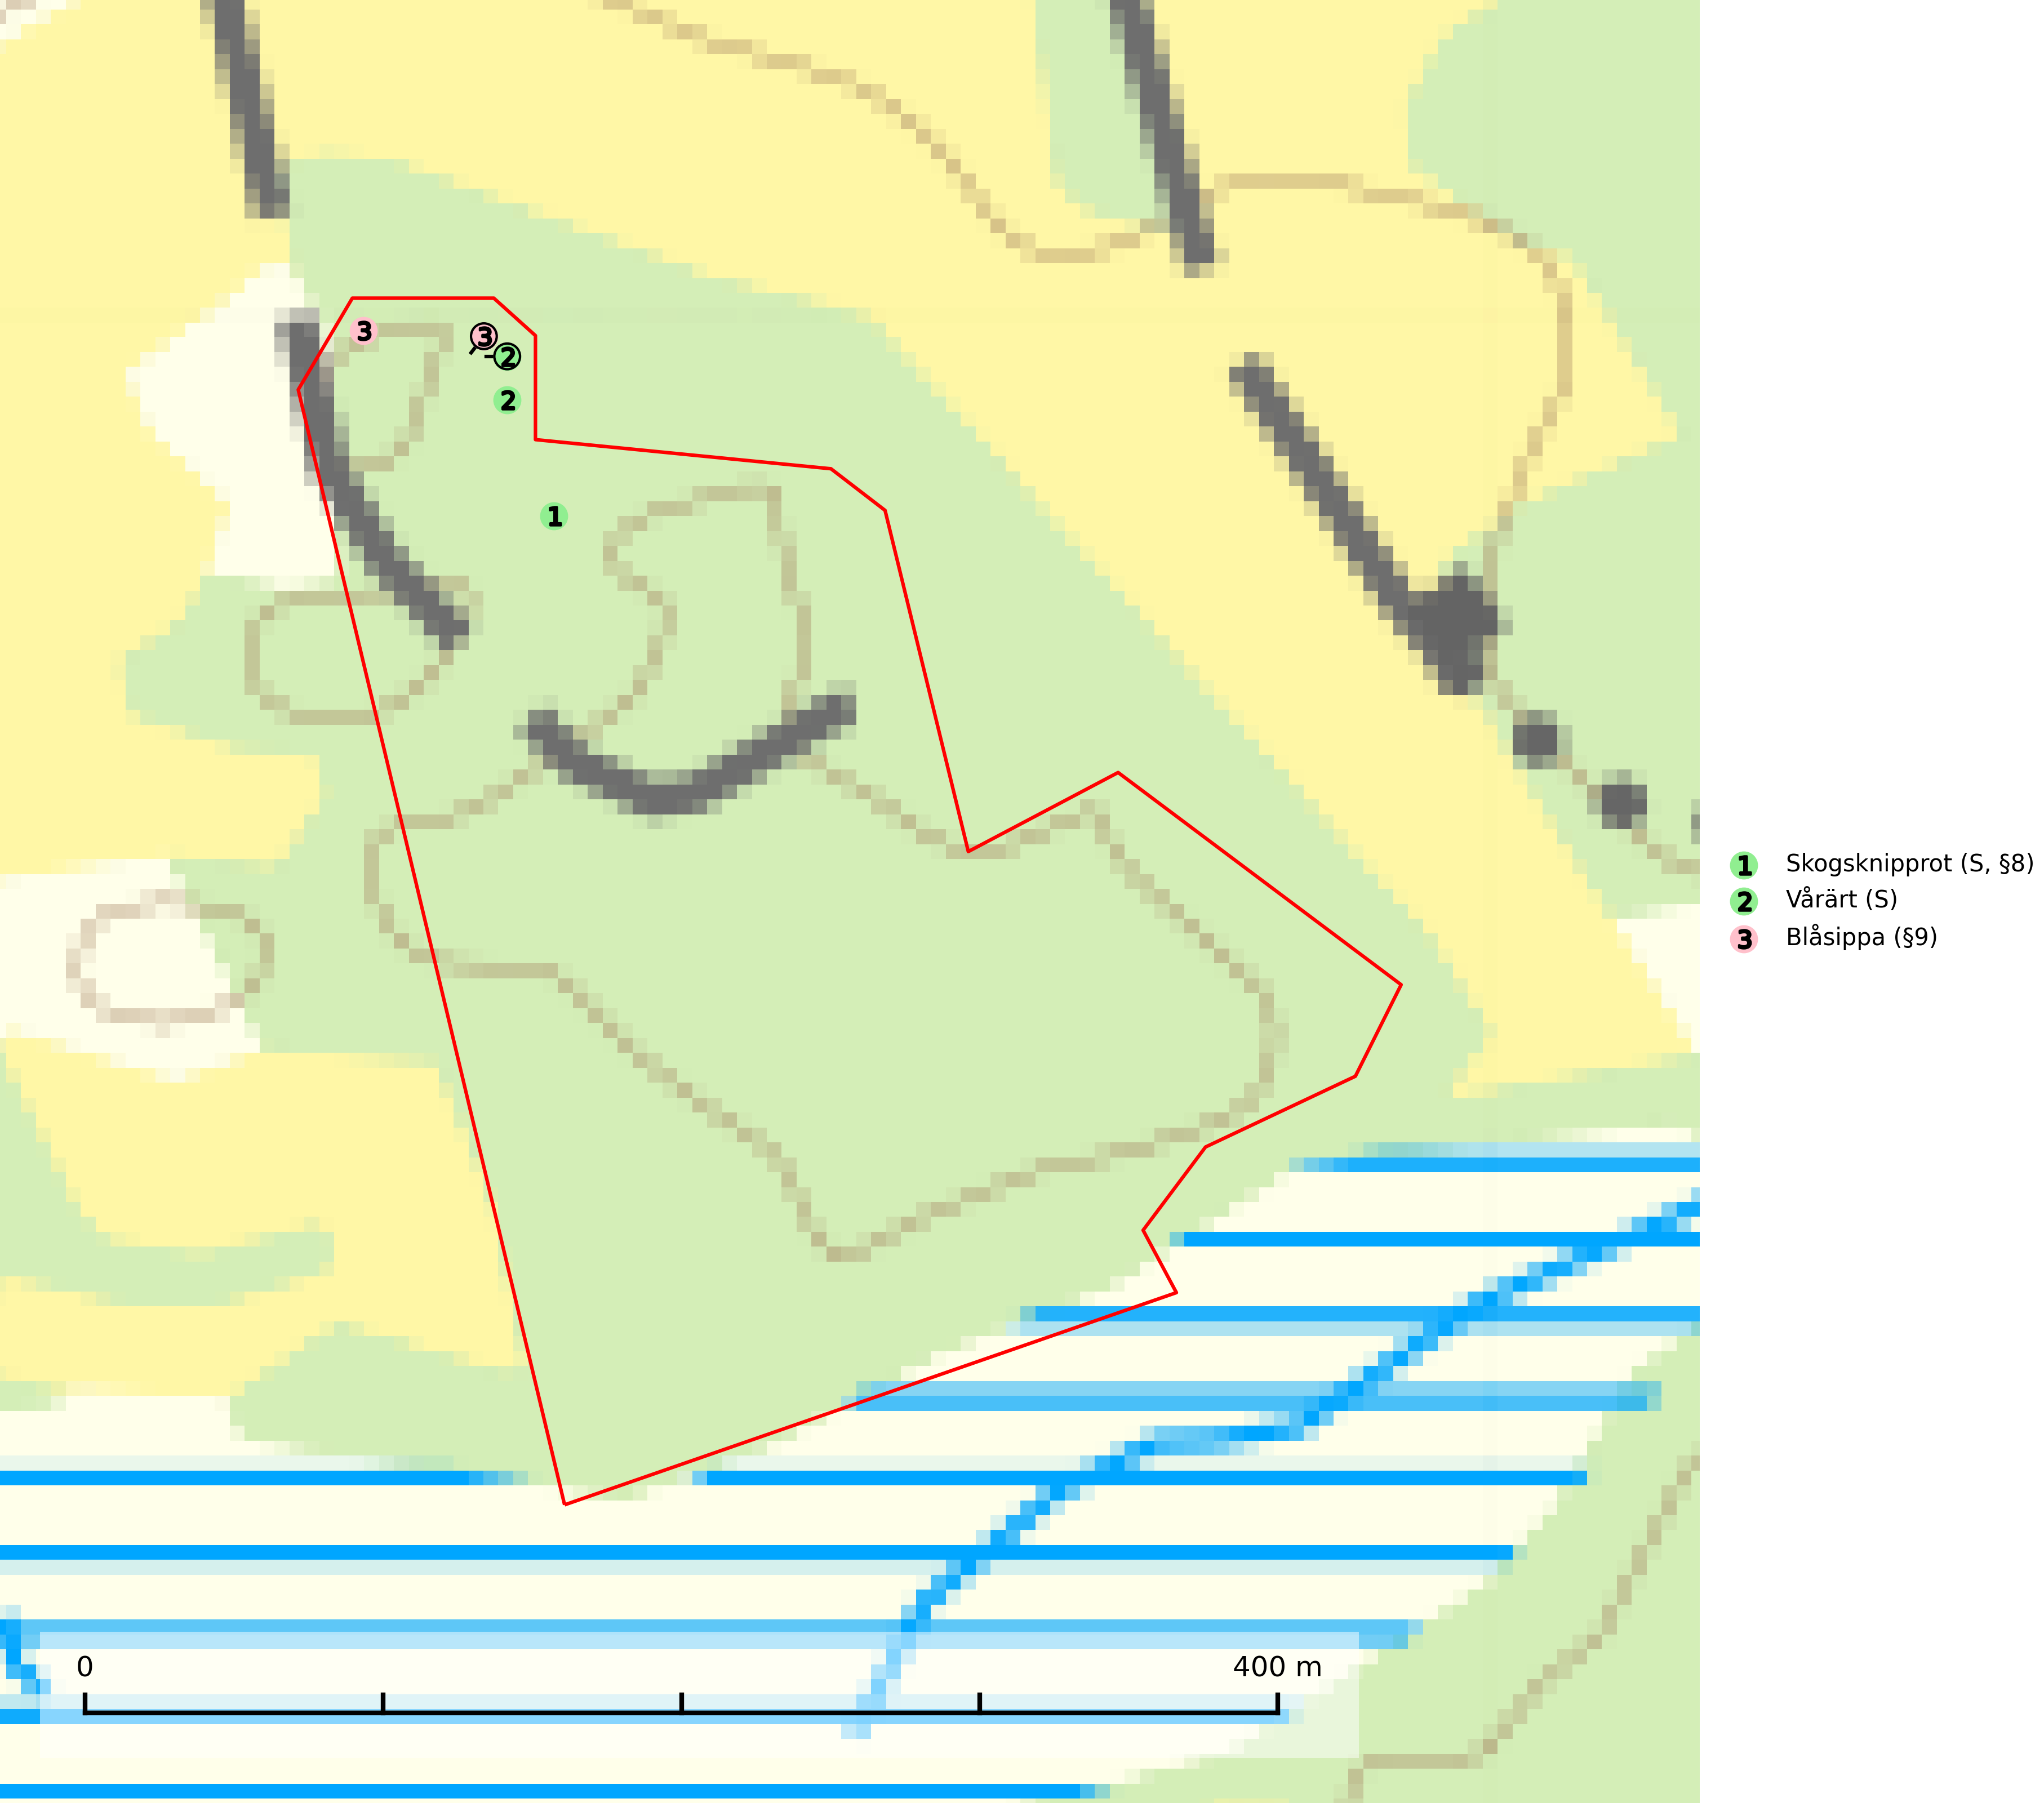 3
3
2
2
1
1 Skogsknipprot (S, §8)
2 Vårärt (S)
3 Blåsippa (§9)
0 400 m